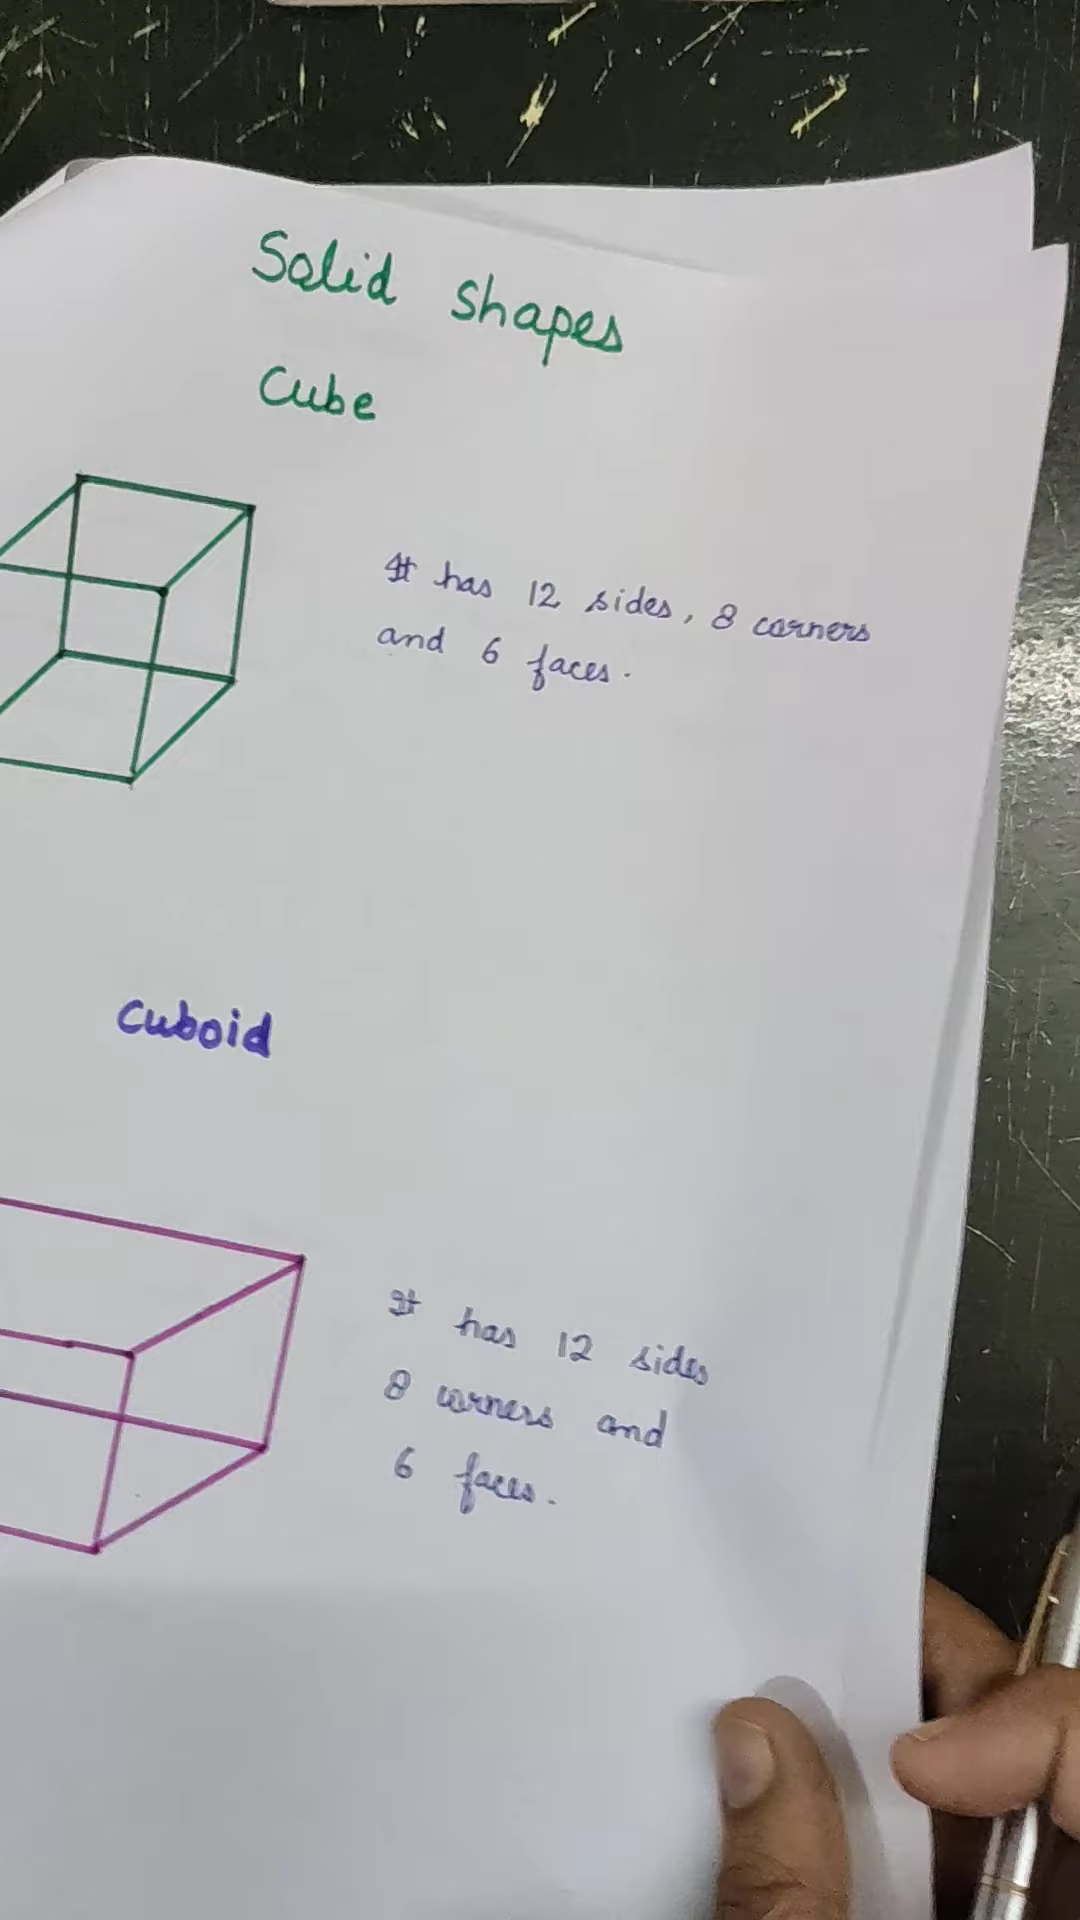 Solid shapes
Cube
It has 12 sides, 8 corners
and 6 faces.
Cuboid
It has 12 sides
8 corners and
6 faces.